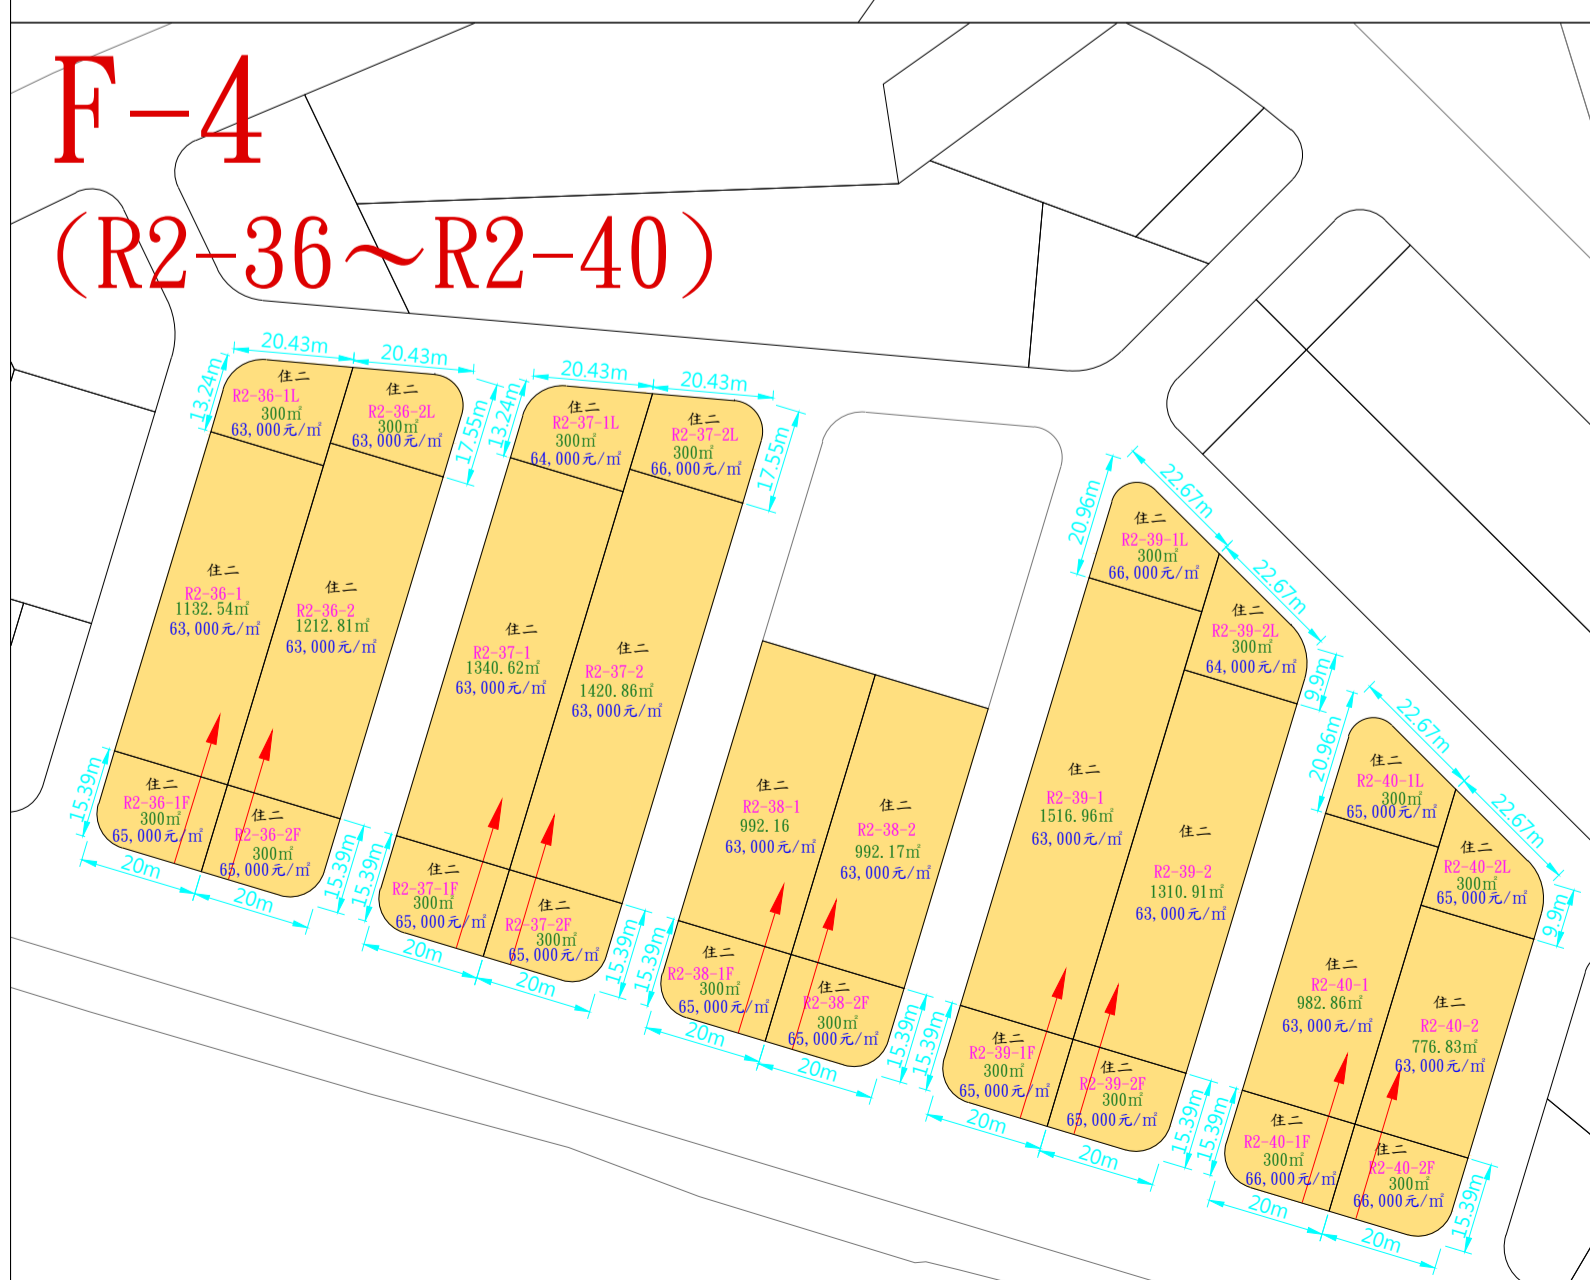 F-4
(R2-36～R2-40)
20.43m
20.43m
13.24m
17.55m
住二
R2-36-1L
300㎡
63,000元/㎡
住二
R2-36-2L
300㎡
63,000元/㎡
住二
R2-36-1
1132.54㎡
63,000元/㎡
住二
R2-36-2
1212.81㎡
63,000元/㎡
住二
R2-36-1F
300㎡
65,000元/㎡
住二
R2-36-2F
300㎡
65,000元/㎡
15.39m
20m
20m
15.39m
20.43m
20.43m
13.24m
17.55m
住二
R2-37-1L
300㎡
64,000元/㎡
住二
R2-37-2L
300㎡
66,000元/㎡
住二
R2-37-1
1340.62㎡
63,000元/㎡
住二
R2-37-2
1420.86㎡
63,000元/㎡
住二
R2-37-1F
300㎡
65,000元/㎡
住二
R2-37-2F
300㎡
65,000元/㎡
15.39m
20m
20m
15.39m
住二
R2-38-1
992.16
63,000元/㎡
住二
R2-38-2
992.17㎡
63,000元/㎡
住二
R2-38-1F
300㎡
65,000元/㎡
住二
R2-38-2F
300㎡
65,000元/㎡
15.39m
20m
20m
15.39m
20.96m
22.67m
22.67m
9.9m
住二
R2-39-1L
300㎡
66,000元/㎡
住二
R2-39-2L
300㎡
64,000元/㎡
住二
R2-39-1
1516.96㎡
63,000元/㎡
住二
R2-39-2
1310.91㎡
63,000元/㎡
住二
R2-39-1F
300㎡
65,000元/㎡
住二
R2-39-2F
300㎡
65,000元/㎡
15.39m
20m
20m
15.39m
20.96m
22.67m
22.67m
9.9m
住二
R2-40-1L
300㎡
65,000元/㎡
住二
R2-40-2L
300㎡
65,000元/㎡
住二
R2-40-1
982.86㎡
63,000元/㎡
住二
R2-40-2
776.83㎡
63,000元/㎡
住二
R2-40-1F
300㎡
66,000元/㎡
住二
R2-40-2F
300㎡
66,000元/㎡
15.39m
20m
20m
15.39m